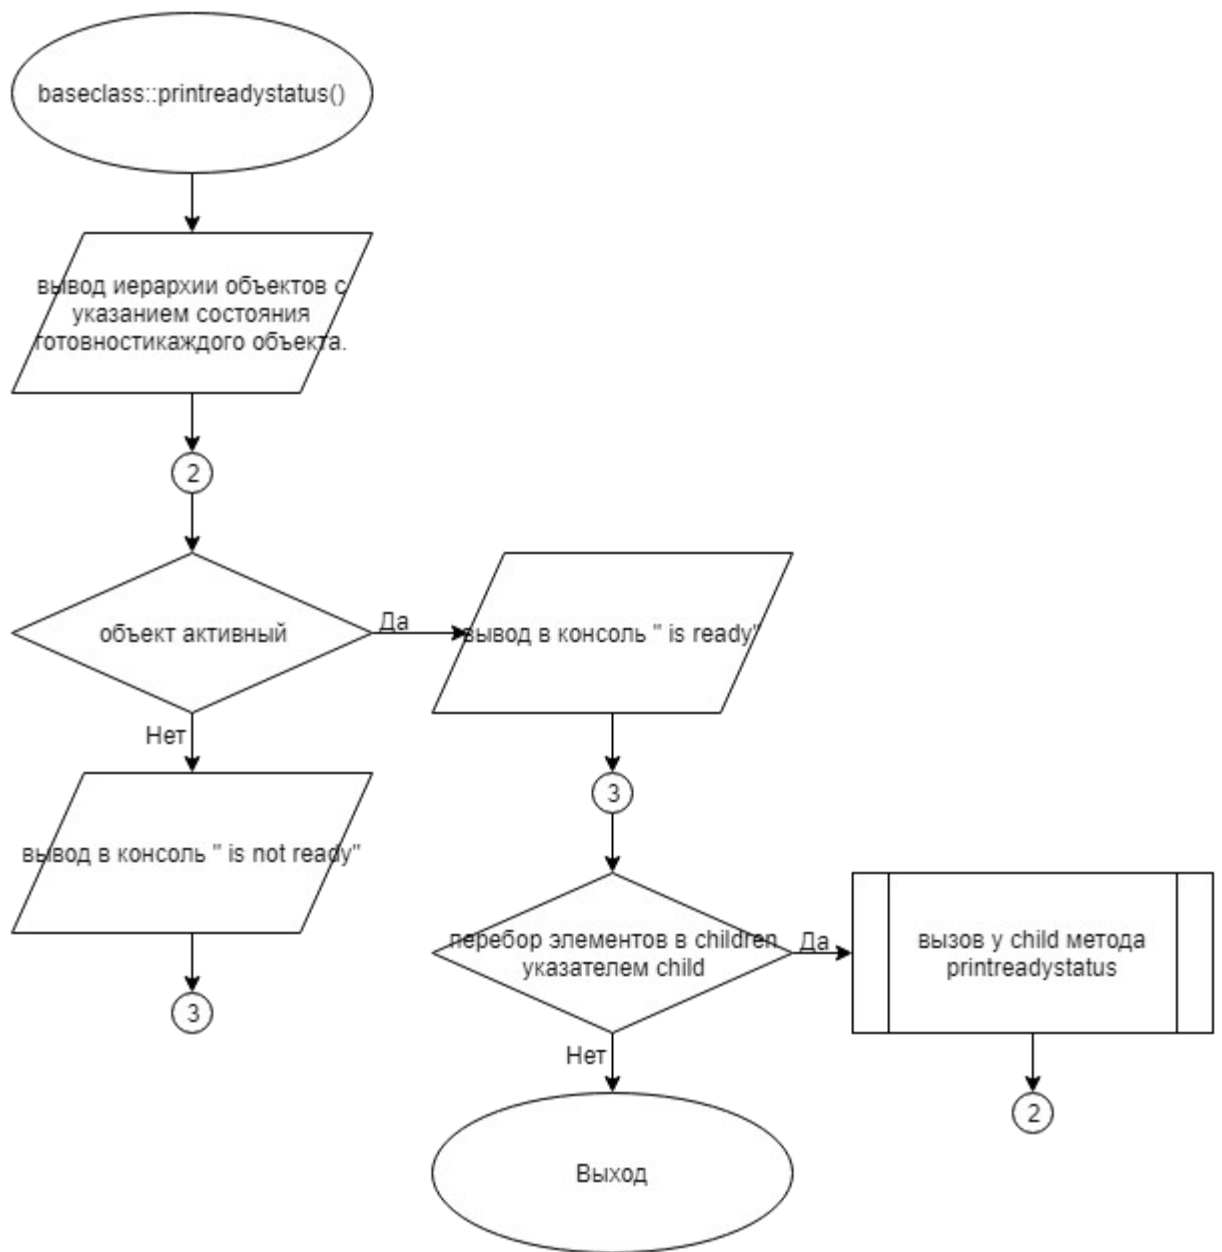 baseclass::printreadystatus()
вывод иерархии объектов с
указанием состояния
готовностикаждого объекта.
2
объект активный
Да
вывод в консоль " is ready"
Нет
3
вывод в консоль " is not ready"
3
перебор элементов в children
указателем child
Да
вызов у child метода
printreadystatus
Нет
2
Выход